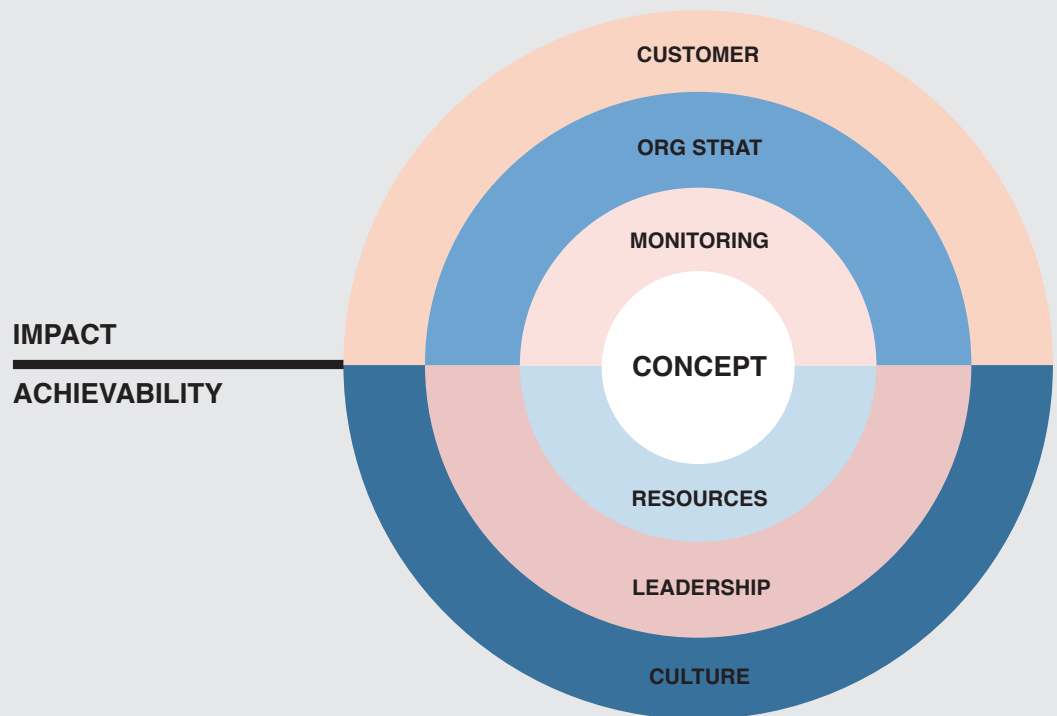 CUSTOMER
ORG STRAT
MONITORING
IMPACT
CONCEPT
ACHIEVABILITY
RESOURCES
LEADERSHIP
CULTURE